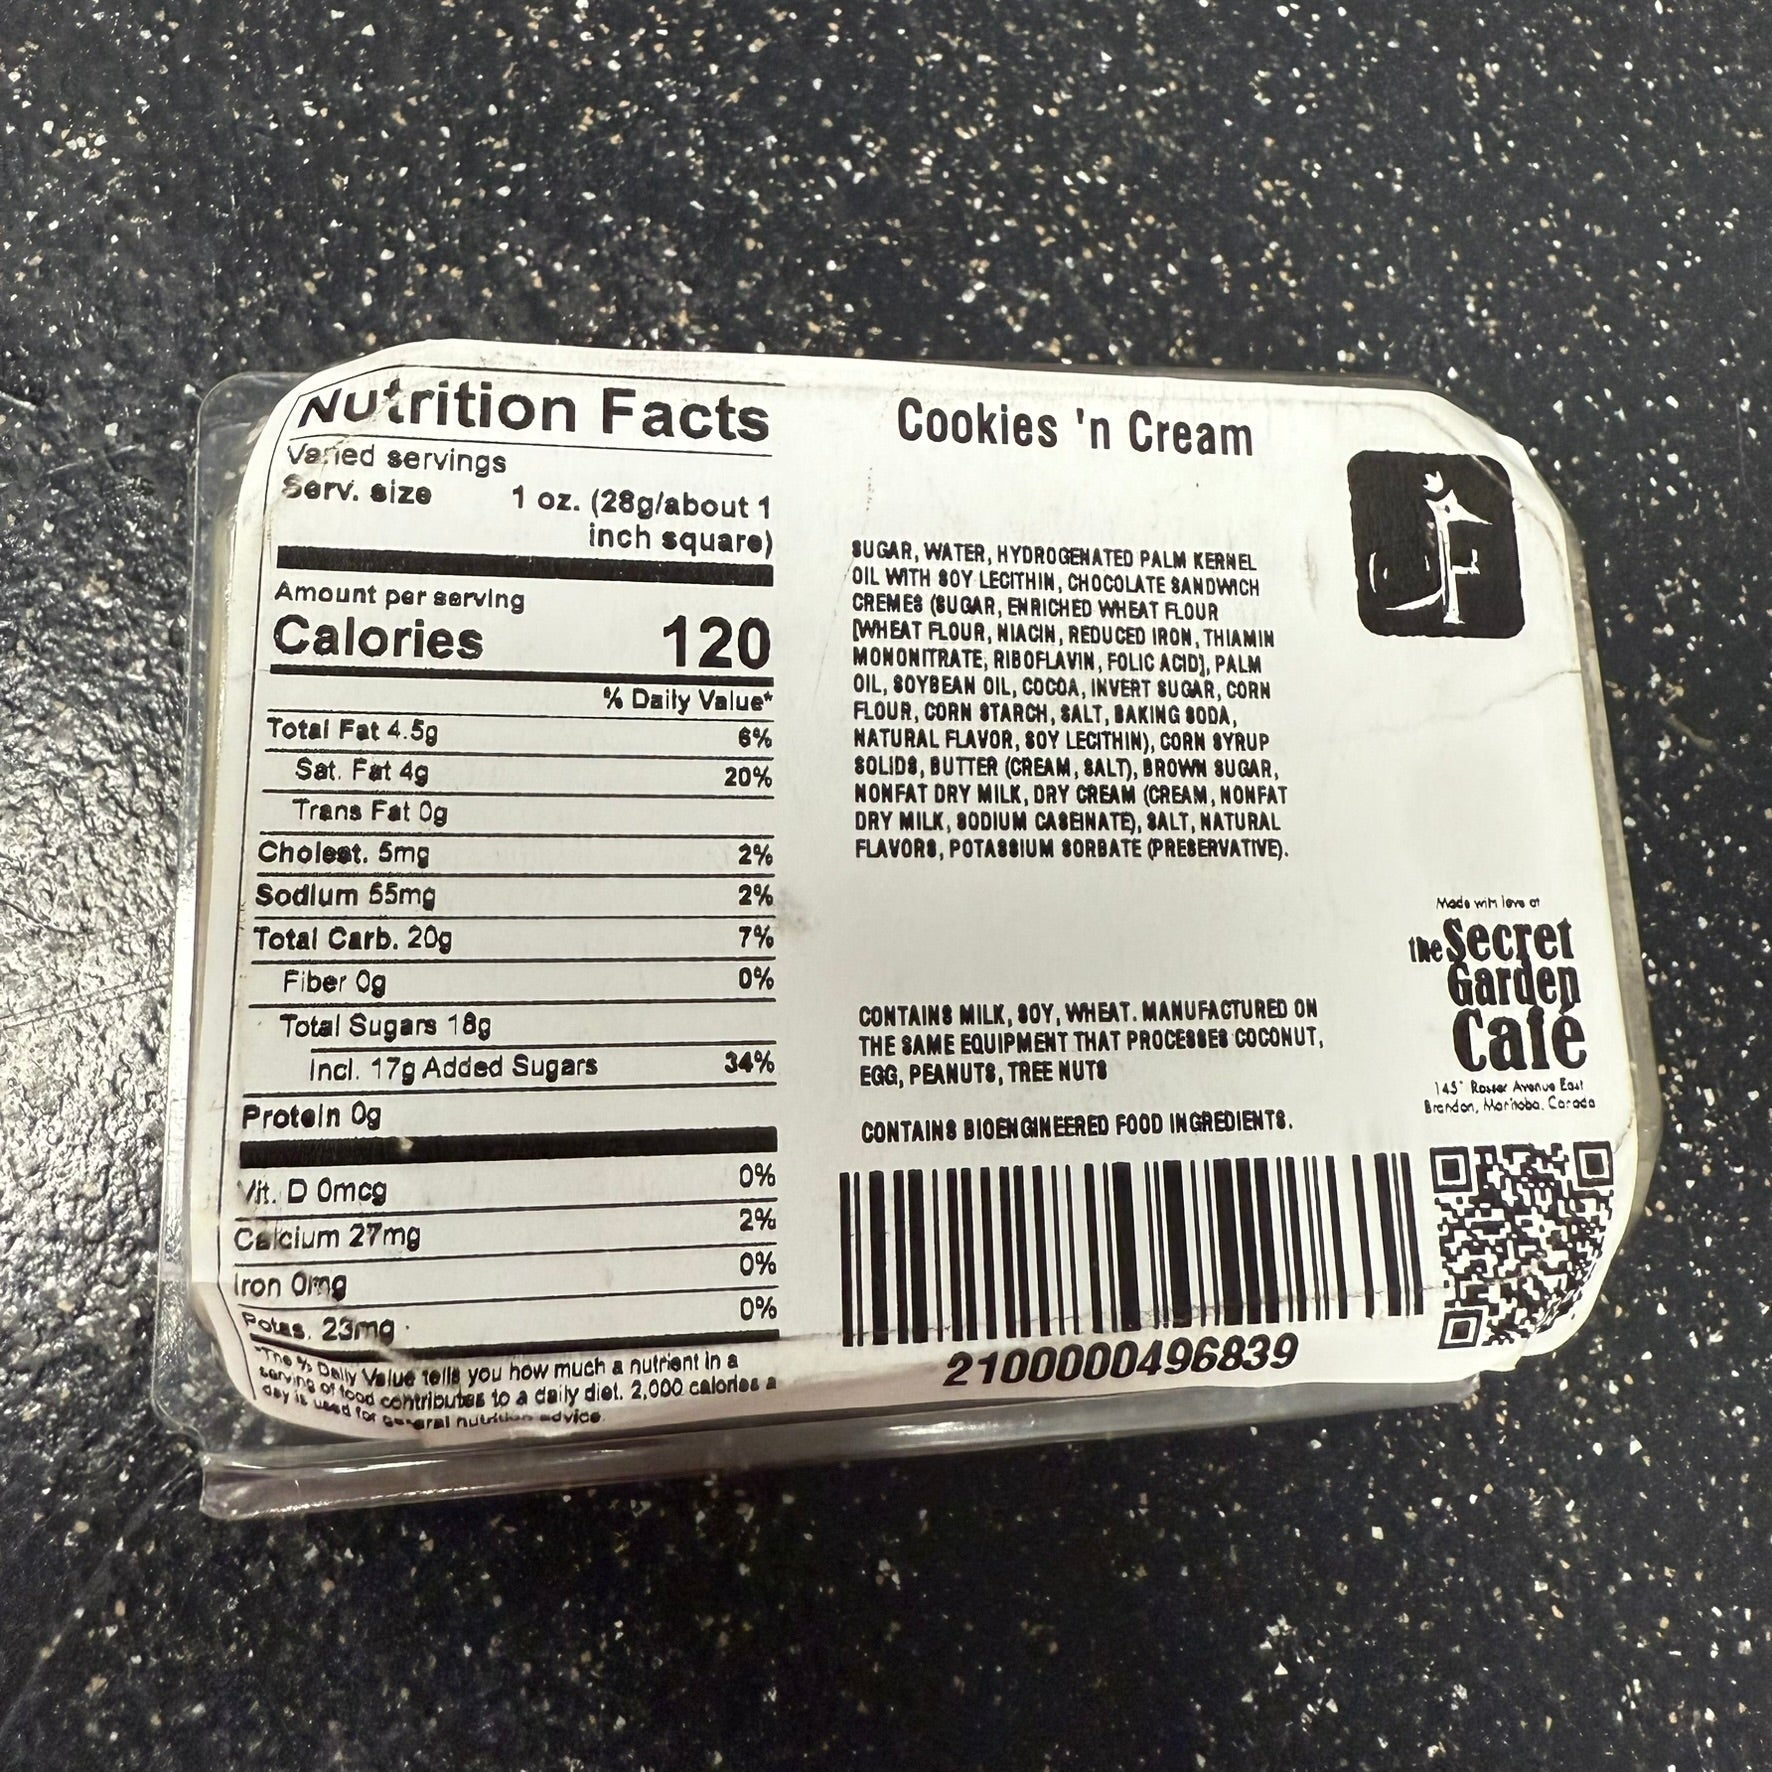 Nutrition Facts
Varied servings
Serv. size 1 oz. (28g/about 1
inch square)
Amount per serving
Calories 120
% Daily Value*
Total Fat 4.5g 6%
Sat. Fat 4g 20%
Trans Fat 0g
Cholest. 5mg 2%
Sodium 55mg 2%
Total Carb. 20g 7%
Fiber 0g 0%
Total Sugars 18g
Incl. 17g Added Sugars 34%
Protein 0g
Vit. D 0mcg 0%
Calcium 27mg 2%
Iron 0mg 0%
Potas. 23mg 0%
*The % Daily Value tells you how much a nutrient in a
serving of food contributes to a daily diet. 2,000 calories a
day is used for general nutrition advice.
Cookies 'n Cream
SUGAR, WATER, HYDROGENATED PALM KERNEL
OIL WITH SOY LECITHIN, CHOCOLATE SANDWICH
CREMES (SUGAR, ENRICHED WHEAT FLOUR
[WHEAT FLOUR, NIACIN, REDUCED IRON, THIAMIN
MONONITRATE, RIBOFLAVIN, FOLIC ACID], PALM
OIL, SOYBEAN OIL, COCOA, INVERT SUGAR, CORN
FLOUR, CORN STARCH, SALT, BAKING SODA,
NATURAL FLAVOR, SOY LECITHIN), CORN SYRUP
SOLIDS, BUTTER (CREAM, SALT), BROWN SUGAR,
NONFAT DRY MILK, DRY CREAM (CREAM, NONFAT
DRY MILK, SODIUM CASEINATE), SALT, NATURAL
FLAVORS, POTASSIUM SORBATE (PRESERVATIVE).
CONTAINS MILK, SOY, WHEAT. MANUFACTURED ON
THE SAME EQUIPMENT THAT PROCESSES COCONUT,
EGG, PEANUTS, TREE NUTS
CONTAINS BIOENGINEERED FOOD INGREDIENTS.
2100000496839
Made with love at
the Secret
Garden
Café
Rosser Avenue East
Brandon, Manitoba, Canada